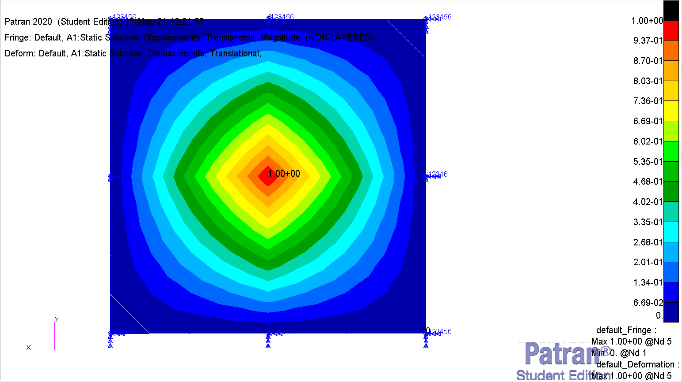 Patran 2020 (Student Edition)
Fringe: Default, A1:Static Subcase, Displacements, Translational, Magnitude, (NON-LAYERED)
Deform: Default, A1:Static Subcase, Displacements, Translational,
1.00+00
1.00+00
9.37-01
8.70-01
8.03-01
7.36-01
6.69-01
6.02-01
5.35-01
4.68-01
4.02-01
3.35-01
2.68-01
2.01-01
1.34-01
6.69-02
0.
default_Fringe :
Max 1.00+00 @Nd 5
Min 0. @Nd 1
default_Deformation :
Max 1.00+00 @Nd 5
Y
X
Patran®
Student Edition